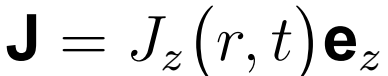 J = J_z(r, t)e_z